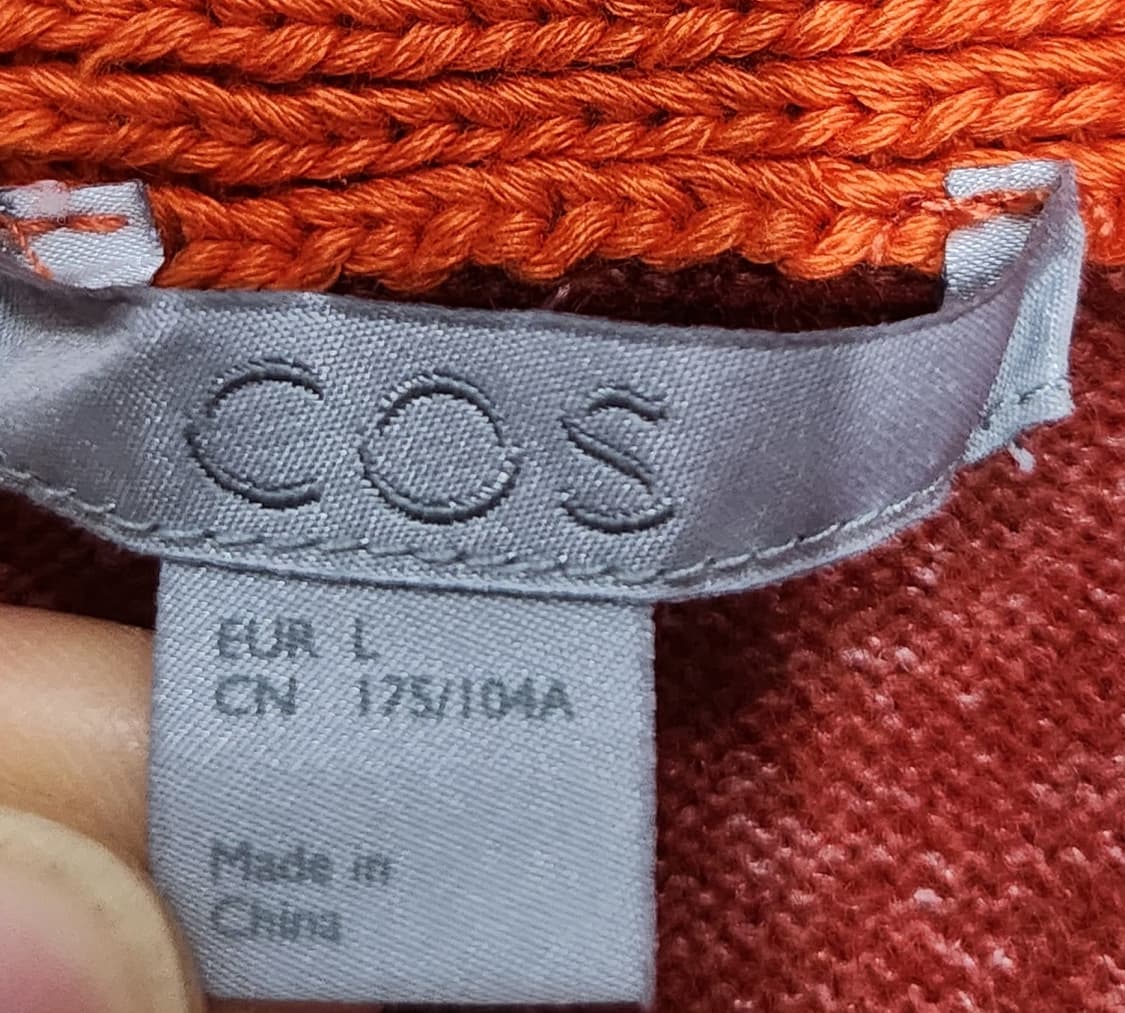 COS
EUR L
CN 175/104A
Made in
China